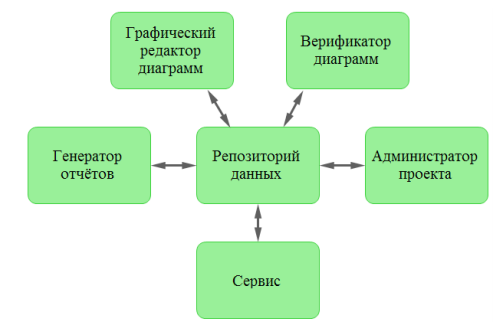 Графический
редактор
диаграмм
Верификатор
диаграмм
Генератор
отчётов
Репозиторий
данных
Администратор
проекта
Сервис